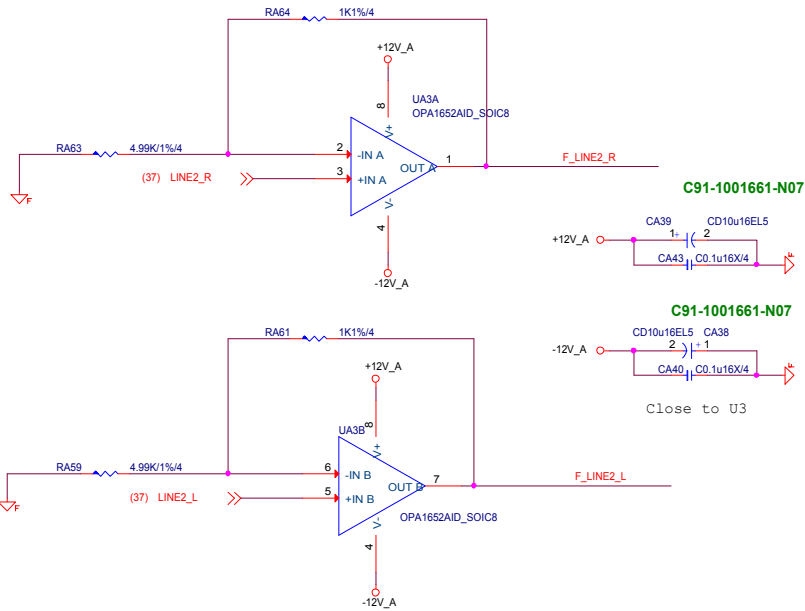 RA64 1K1%/4
+12V_A
UA3A
OPA1652AID_SOIC8
8
V+
RA63 4.99K/1%/4
2 -IN A
OUT A 1
F_LINE2_R
(37) LINE2_R
3 +IN A
V-
4
-12V_A
F
C91-1001661-N07
CA39 CD10u16EL5
+12V_A
1 + 2
CA43 C0.1u16X/4
F
C91-1001661-N07
CD10u16EL5 CA38
-12V_A
2 + 1
CA40 C0.1u16X/4
F
Close to U3
RA61 1K1%/4
+12V_A
UA3B
8
V+
RA59 4.99K/1%/4
6 -IN B
OUT B 7
F_LINE2_L
(37) LINE2_L
5 +IN B
V-
OPA1652AID_SOIC8
4
-12V_A
F